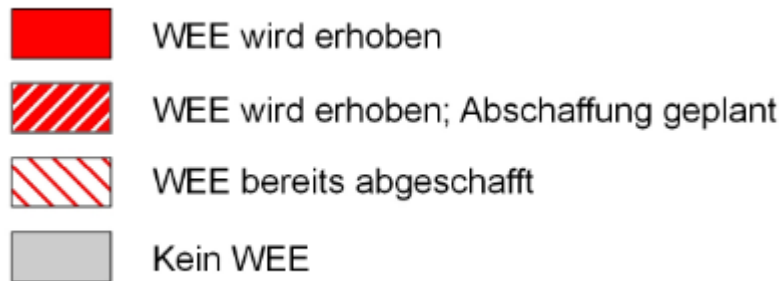 WEE wird erhoben
WEE wird erhoben; Abschaffung geplant
WEE bereits abgeschafft
Kein WEE